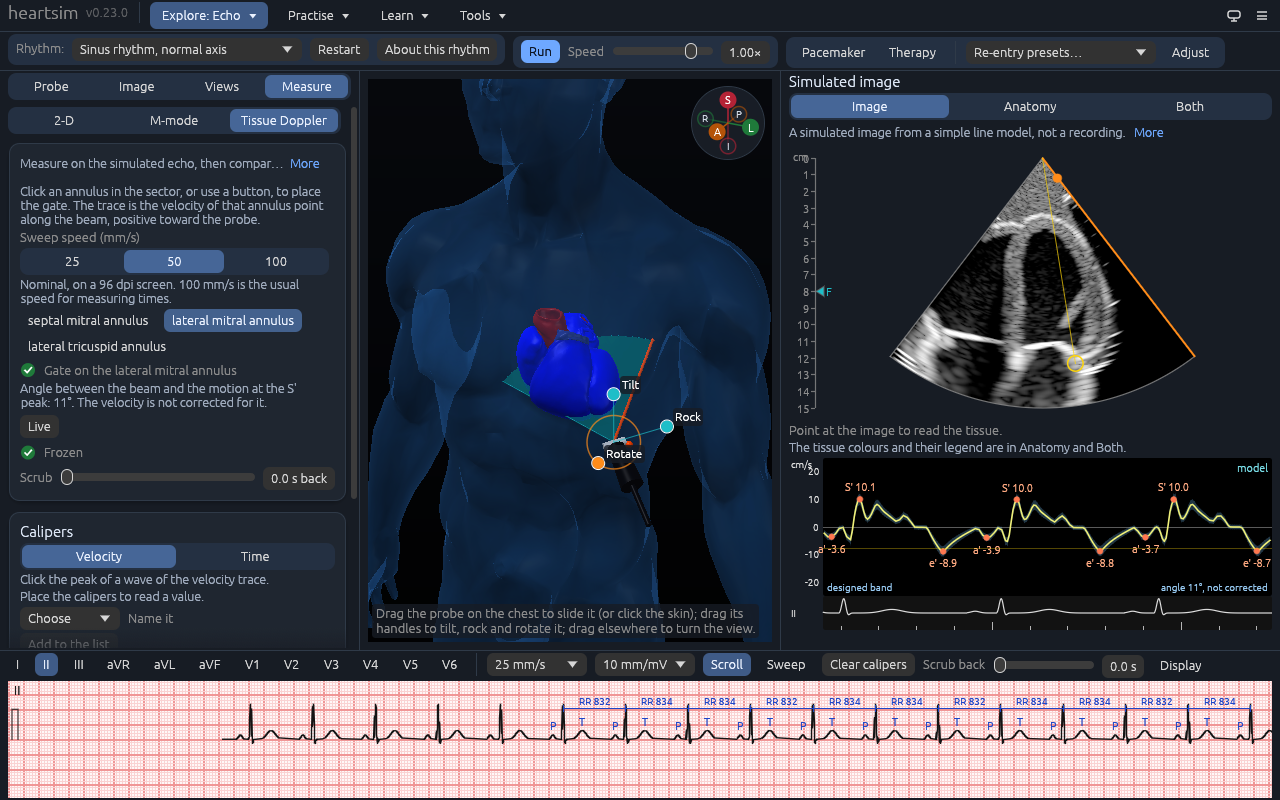 heartsim v0.23.0 Explore: Echo Practise Learn Tools
Rhythm: Sinus rhythm, normal axis Restart About this rhythm Run Speed 1.00× Pacemaker Therapy Re-entry presets... Adjust
Probe Image Views Measure
2-D M-mode Tissue Doppler
Measure on the simulated echo, then compar... More
Click an annulus in the sector, or use a button, to place
the gate. The trace is the velocity of that annulus point
along the beam, positive toward the probe.
Sweep speed (mm/s)
25 50 100
Nominal, on a 96 dpi screen. 100 mm/s is the usual
speed for measuring times.
septal mitral annulus lateral mitral annulus
lateral tricuspid annulus
Gate on the lateral mitral annulus
Angle between the beam and the motion at the S'
peak: 11°. The velocity is not corrected for it.
Live
Frozen
Scrub 0.0 s back
Calipers
Velocity Time
Click the peak of a wave of the velocity trace.
Place the calipers to read a value.
Choose Name it
Add to the list
S
R P
A L
I
Tilt
Rock
Rotate
Drag the probe on the chest to slide it (or click the skin); drag its
handles to tilt, rock and rotate it; drag elsewhere to turn the view.
Simulated image
Image Anatomy Both
A simulated image from a simple line model, not a recording. More
cm 0
1
2
3
4
5
6
7
8 F
9
10
11
12
13
14
15
Point at the image to read the tissue.
The tissue colours and their legend are in Anatomy and Both.
cm/s 20 model
10 S' 10.1 S' 10.0 S' 10.0
0
-10 a' -3.6 e' -8.9 a' -3.9 e' -8.8 a' -3.7 e' -8.7
-20 designed band angle 11°, not corrected
II
I II III aVR aVL aVF V1 V2 V3 V4 V5 V6 25 mm/s 10 mm/mV Scroll Sweep Clear calipers Scrub back 0.0 s Display
II
RR 832 RR 834 RR 834 RR 832 RR 834 RR 834 RR 832 RR 834 RR 832 RR 834 RR 834
P T P T P T P T P T P T P T P T P T P T P T P